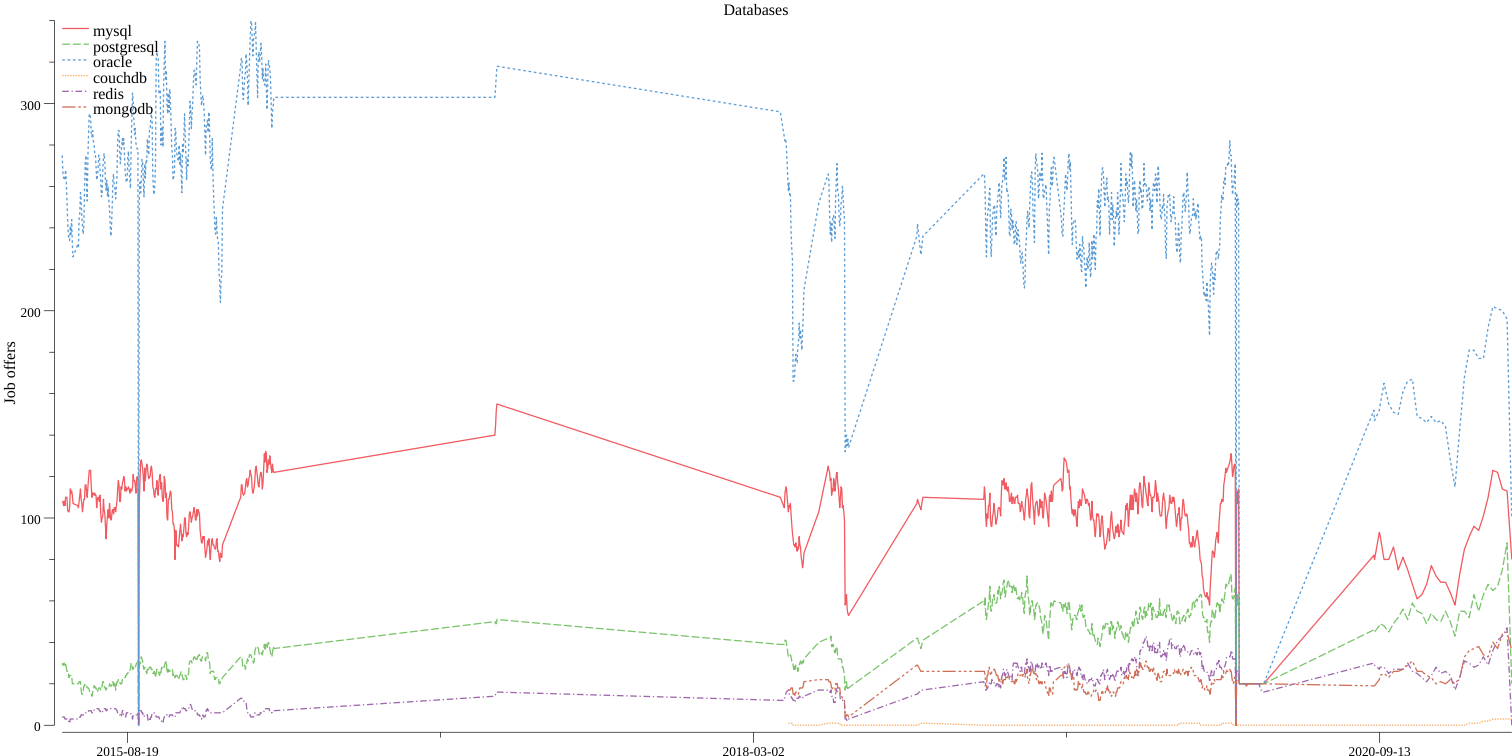 Databases
mysql
postgresql
oracle
couchdb
redis
mongodb
300
200
100
0
Job offers
2015-08-19
2018-03-02
2020-09-13